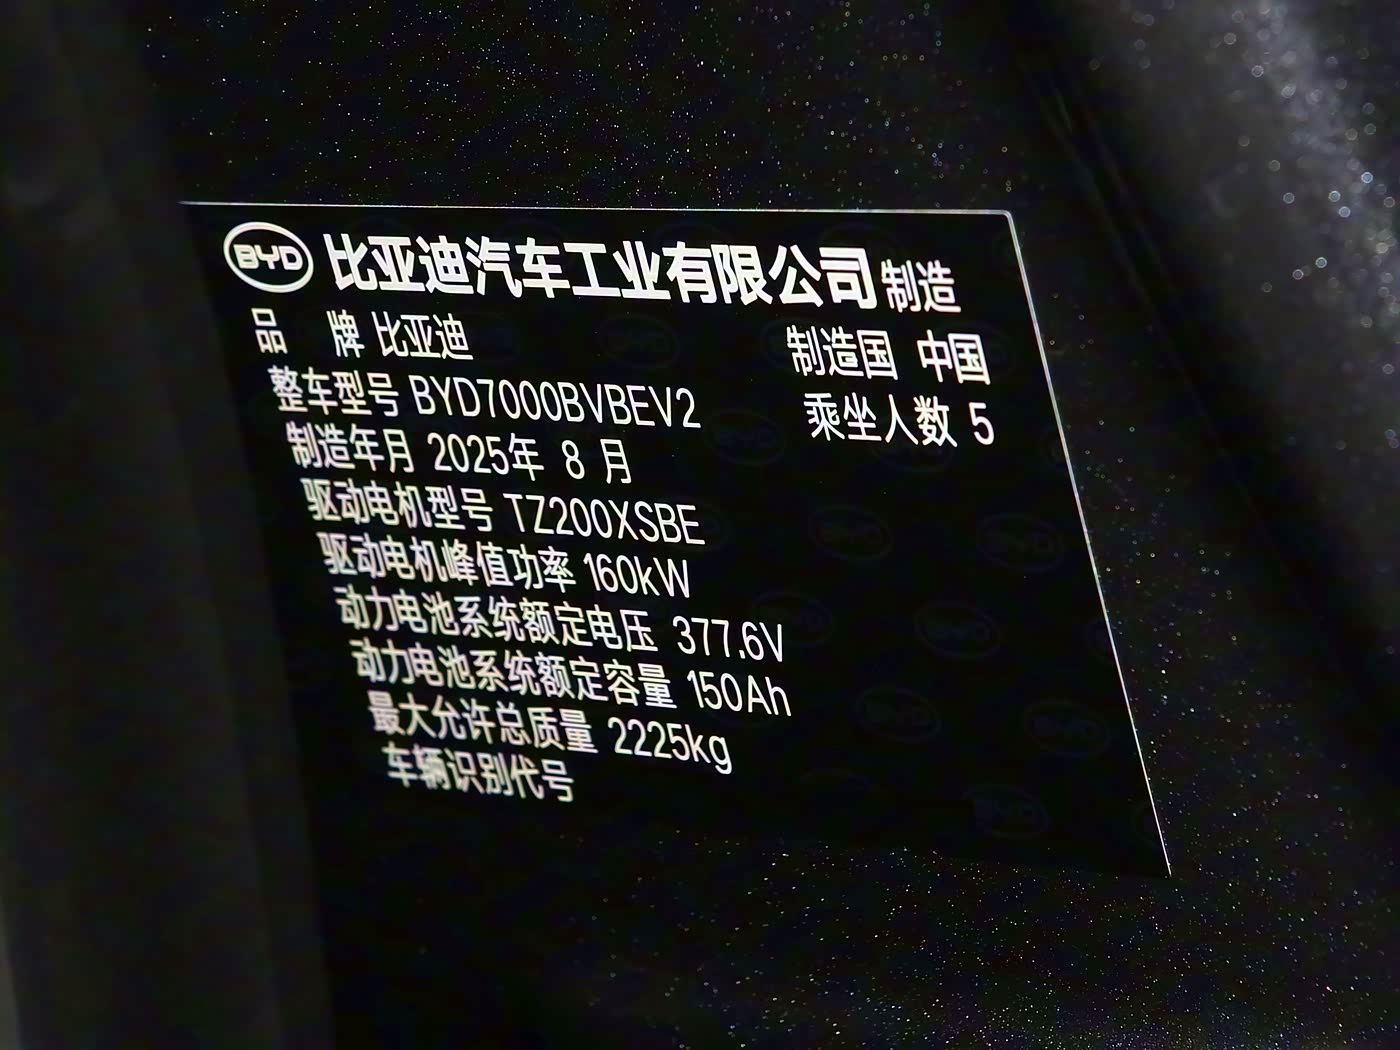 BYD 比亚迪汽车工业有限公司制造
品 牌 比亚迪 制造国 中国
整车型号 BYD7000BVBEV2 乘坐人数 5
制造年月 2025年 8 月
驱动电机型号 TZ200XSBE
驱动电机峰值功率 160kW
动力电池系统额定电压 377.6V
动力电池系统额定容量 150Ah
最大允许总质量 2225kg
车辆识别代号